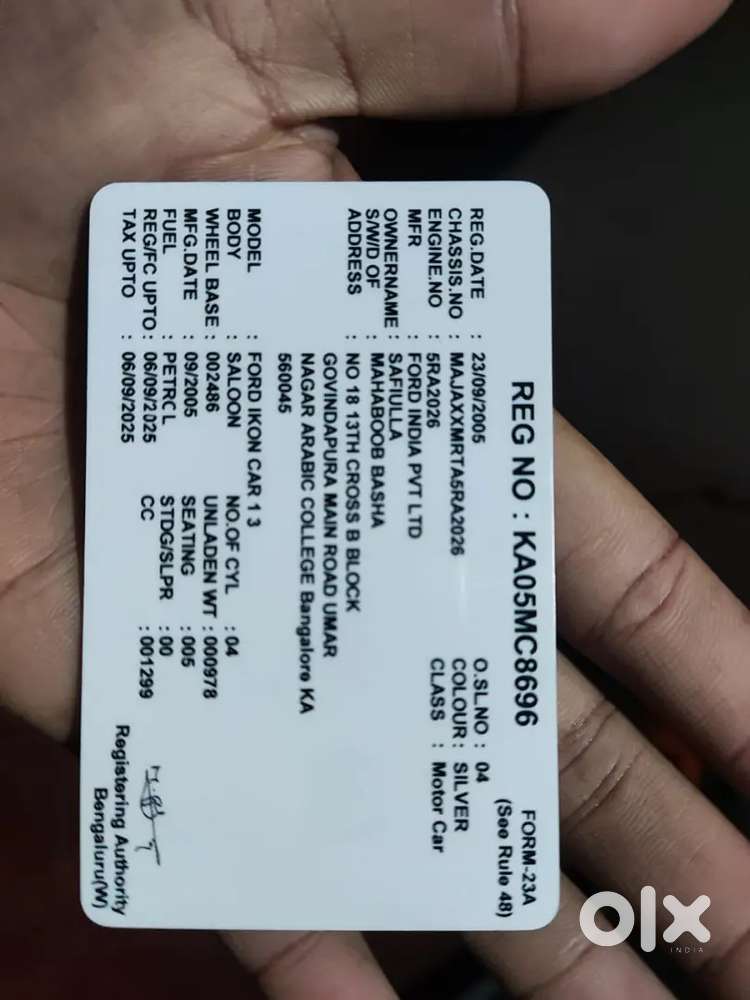 FORM-23A
(See Rule 48)
REG NO : KA05MC8696
REG.DATE : 23/09/2005 O.SL.NO : 04
CHASSIS.NO : MAJAXXMRTA5RA2026 COLOUR : SILVER
ENGINE.NO : 5RA2026 CLASS : Motor Car
MFR : FORD INDIA PVT LTD
OWNERNAME : SAFIULLA
S/W/D OF : MAHABOOB BASHA
ADDRESS : NO 18 13TH CROSS B BLOCK
GOVINDAPURA MAIN ROAD UMAR
NAGAR ARABIC COLLEGE Bangalore KA
560045
MODEL : FORD IKON CAR 1 3
BODY : SALOON NO.OF CYL : 04
WHEEL BASE : 002486 UNLADEN WT : 000978
MFG.DATE : 09/2005 SEATING : 005
FUEL : PETRCL STDG/SLPR : 00
REG/FC UPTO : 06/09/2025 CC : 001299
TAX UPTO : 06/09/2025
Registering Authority
Bengaluru(W)
olx
INDIA